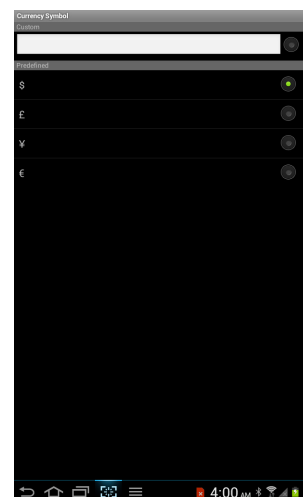 Currency Symbol
Custom
Predefined
$
£
¥
€
4:00 AM